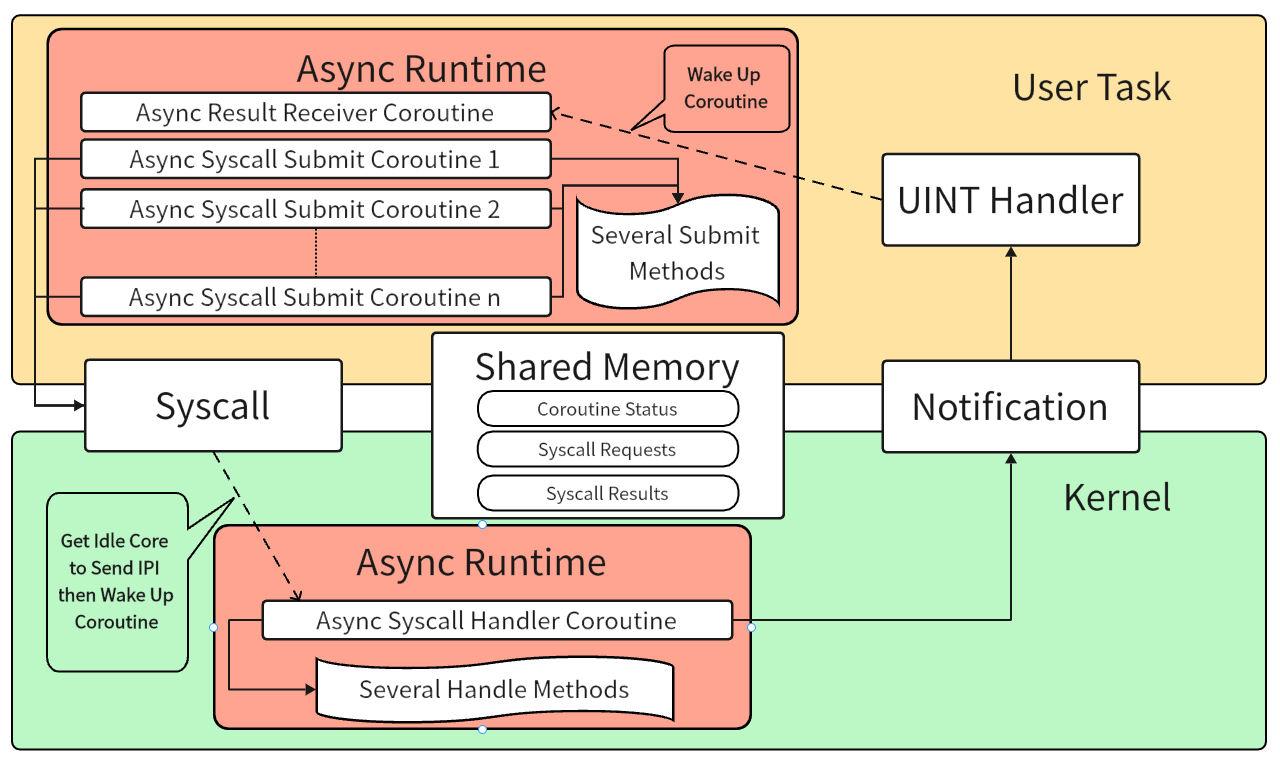 Async Runtime
Wake Up
Coroutine
User Task
Async Result Receiver Coroutine
Async Syscall Submit Coroutine 1
Async Syscall Submit Coroutine 2
Async Syscall Submit Coroutine n
Several Submit
Methods
UINT Handler
Syscall
Shared Memory
Coroutine Status
Syscall Requests
Syscall Results
Notification
Kernel
Get Idle Core
to Send IPI
then Wake Up
Coroutine
Async Runtime
Async Syscall Handler Coroutine
Several Handle Methods